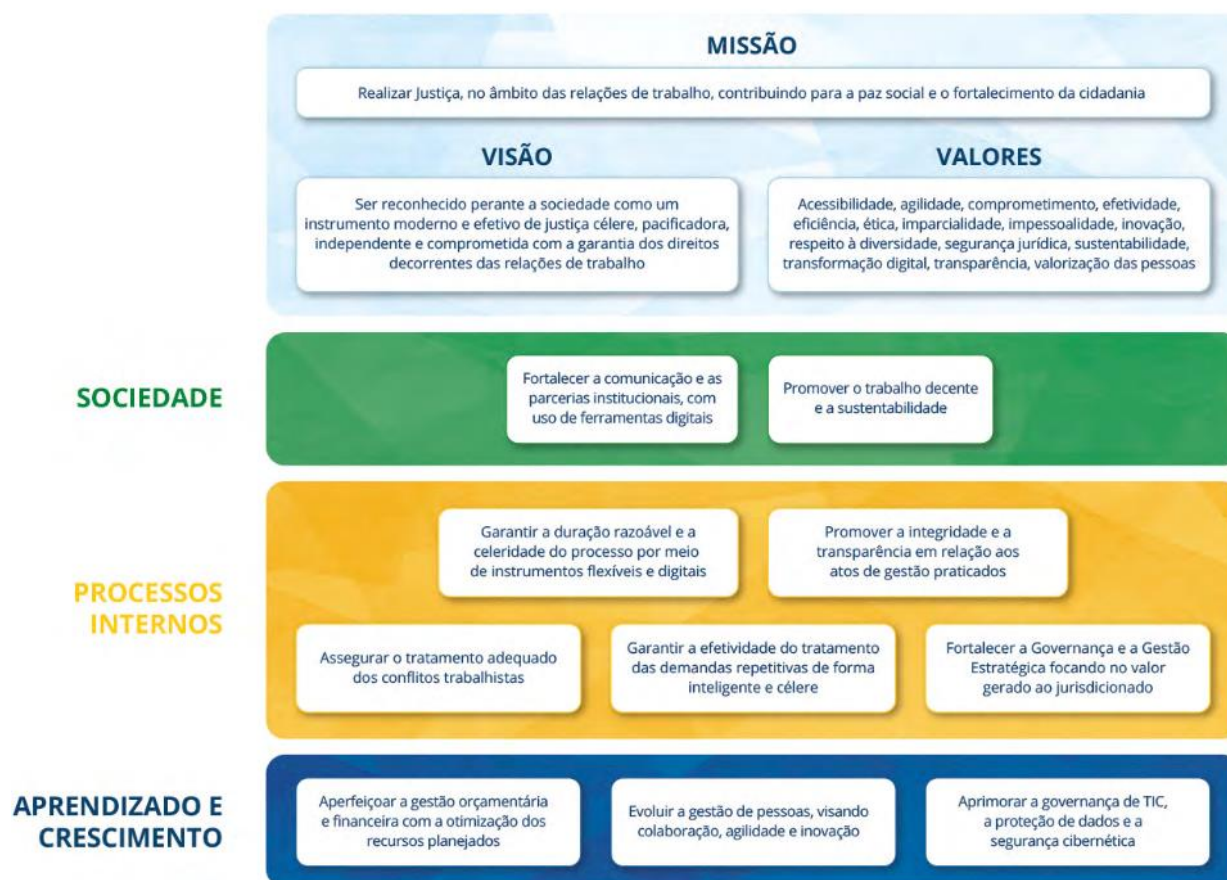 MISSÃO
Realizar Justiça, no âmbito das relações de trabalho, contribuindo para a paz social e o fortalecimento da cidadania
VISÃO
Ser reconhecido perante a sociedade como um
instrumento moderno e efetivo de justiça célere, pacificadora,
independente e comprometida com a garantia dos direitos
decorrentes das relações de trabalho
VALORES
Acessibilidade, agilidade, comprometimento, efetividade,
eficiência, ética, imparcialidade, impessoalidade, inovação,
respeito à diversidade, segurança jurídica, sustentabilidade,
transformação digital, transparência, valorização das pessoas
SOCIEDADE
Fortalecer a comunicação e as
parcerias institucionais, com
uso de ferramentas digitais
Promover o trabalho decente
e a sustentabilidade
PROCESSOS
INTERNOS
Garantir a duração razoável e a
celeridade do processo por meio
de instrumentos flexíveis e digitais
Promover a integridade e a
transparência em relação aos
atos de gestão praticados
Assegurar o tratamento adequado
dos conflitos trabalhistas
Garantir a efetividade do tratamento
das demandas repetitivas de forma
inteligente e célere
Fortalecer a Governança e a Gestão
Estratégica focando no valor
gerado ao jurisdicionado
APRENDIZADO E
CRESCIMENTO
Aperfeiçoar a gestão orçamentária
e financeira com a otimização dos
recursos planejados
Evoluir a gestão de pessoas, visando
colaboração, agilidade e inovação
Aprimorar a governança de TIC,
a proteção de dados e a
segurança cibernética